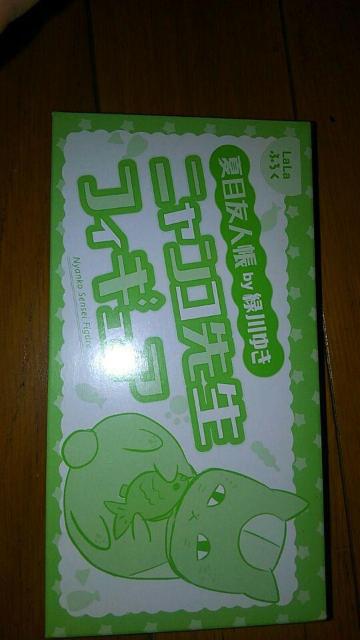 LaLa
ふろく
夏目友人帳 by 緑川ゆき
ニャンコ先生
フィギュア
Nyanko Sensei Figure